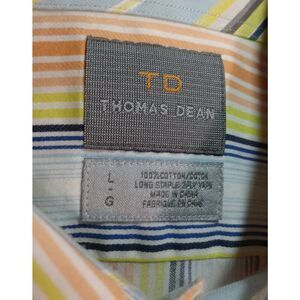 TD
THOMAS DEAN
L
-
G
100% COTTON/COTON
LONG STAPLE 2PLY YARN
MADE IN CHINA
FABRIQUE EN CHINE